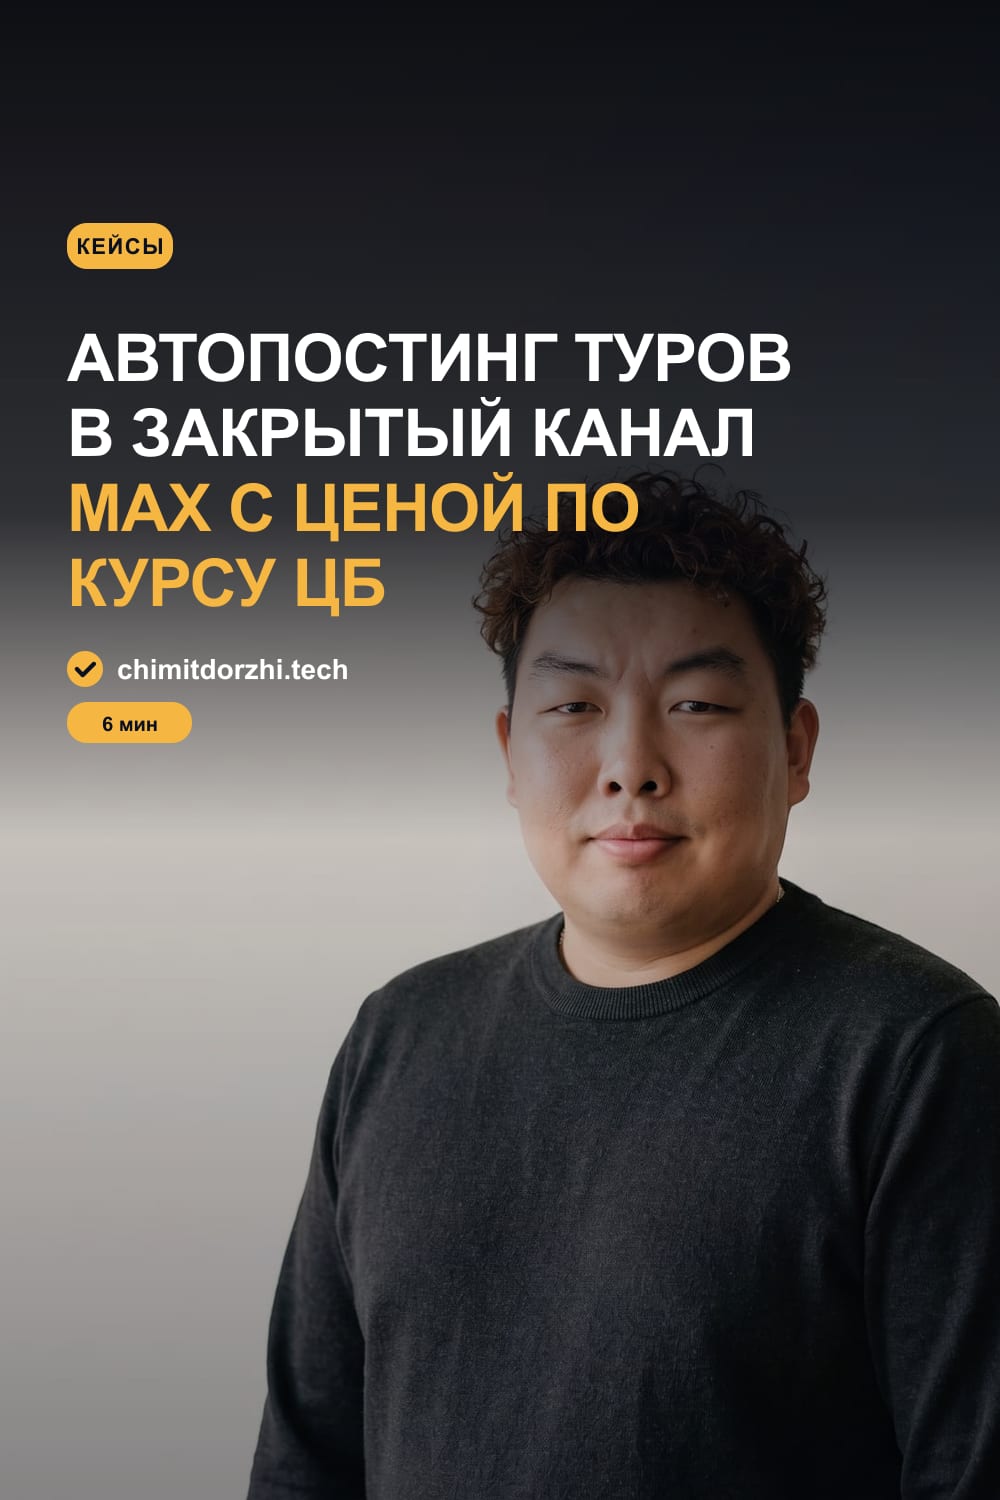 КЕЙСЫ
АВТОПОСТИНГ ТУРОВ
В ЗАКРЫТЫЙ КАНАЛ
MAX С ЦЕНОЙ ПО
КУРСУ ЦБ
chimitdorzhi.tech
6 мин